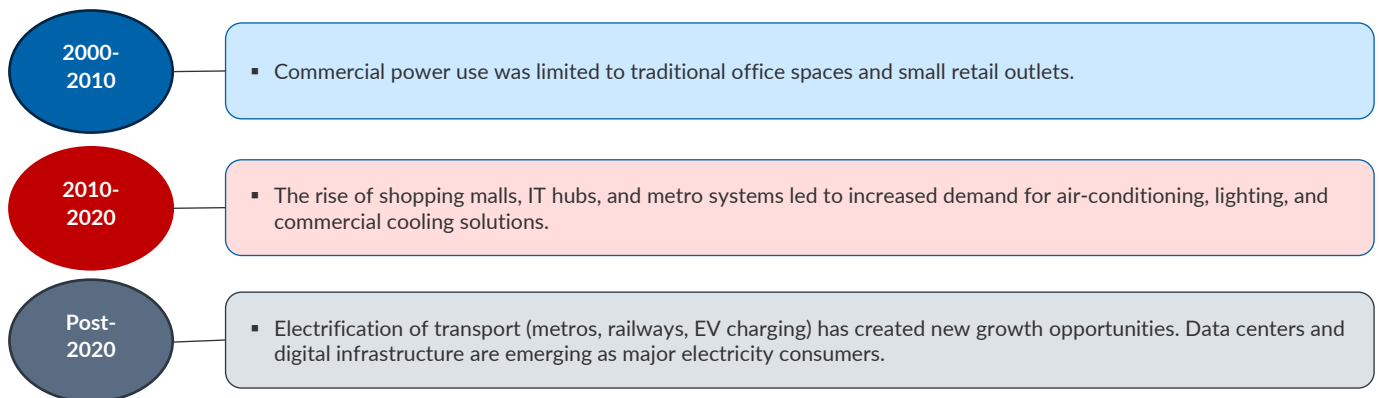 2000-
2010
▪ Commercial power use was limited to traditional office spaces and small retail outlets.
2010-
2020
▪ The rise of shopping malls, IT hubs, and metro systems led to increased demand for air-conditioning, lighting, and
commercial cooling solutions.
Post-
2020
▪ Electrification of transport (metros, railways, EV charging) has created new growth opportunities. Data centers and
digital infrastructure are emerging as major electricity consumers.